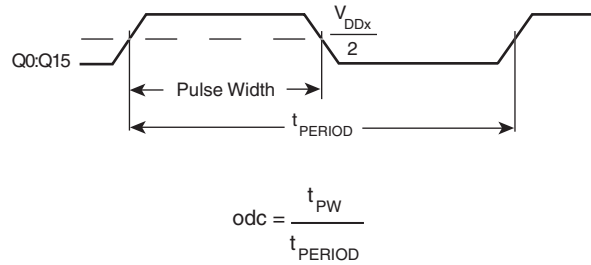 V_DDx
2
Q0:Q15
Pulse Width
t_PERIOD
odc = t_PW / t_PERIOD